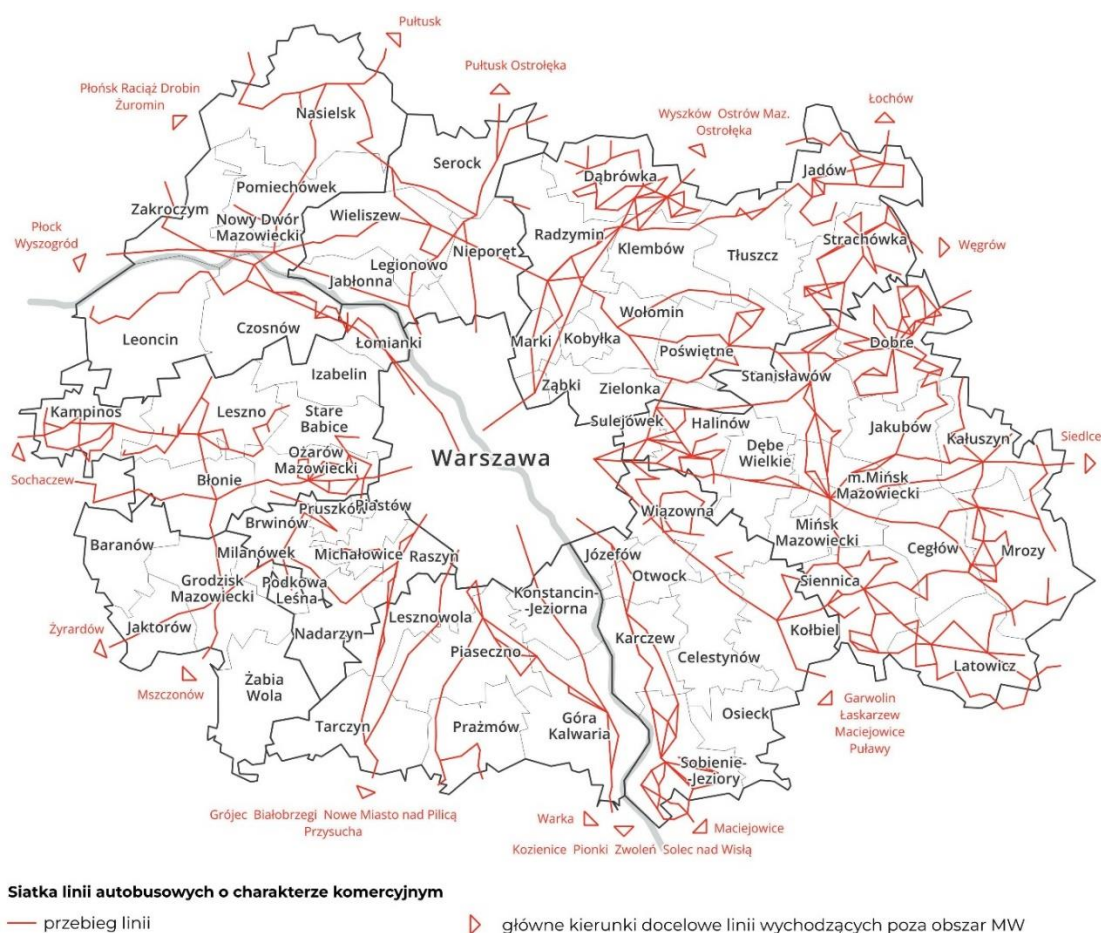 Pułtusk
Pułtusk Ostrołęka
Płońsk Raciąż Drobin
Żuromin
Wyszków Ostrów Maz.
Ostrołęka
Łochów
Nasielsk
Serock
Dąbrówka
Jadów
Pomiechówek
Zakroczym
Wieliszew
Nowy Dwór
Mazowiecki
Radzymin
Klembów
Strachówka
Płock
Wyszogród
Węgrów
Nieporęt
Tłuszcz
Legionowo
Jabłonna
Wołomin
Leoncin
Czosnów
Łomianki
Marki
Kobyłka
Poświętne
Dobre
Izabelin
Stanisławów
Ząbki
Zielonka
Kampinos
Leszno
Stare
Babice
Sulejówek
Halinów
Jakubów
Kałuszyn
Siedlce
Dębe
Wielkie
Warszawa
Ożarów
Mazowiecki
m.Mińsk
Mazowiecki
Sochaczew
Błonie
Pruszków
Piastów
Wiązowna
Brwinów
Mińsk
Mazowiecki
Baranów
Milanówek
Michałowice
Raszyn
Józefów
Cegłów
Mrozy
Otwock
Grodzisk
Mazowiecki
Podkowa
Leśna
Konstancin-
-Jeziorna
Siennica
Lesznowola
Jaktorów
Nadarzyn
Karczew
Kołbiel
Żyrardów
Piaseczno
Celestynów
Latowicz
Mszczonów
Żabia
Wola
Osieck
Garwolin
Łaskarzew
Maciejowice
Puławy
Tarczyn
Prażmów
Góra
Kalwaria
Sobienie-
-Jeziory
Grójec Białobrzegi Nowe Miasto nad Pilicą
Przysucha
Warka
Maciejowice
Kozienice Pionki Zwoleń Solec nad Wisłą
Siatka linii autobusowych o charakterze komercyjnym
przebieg linii
główne kierunki docelowe linii wychodzących poza obszar MW